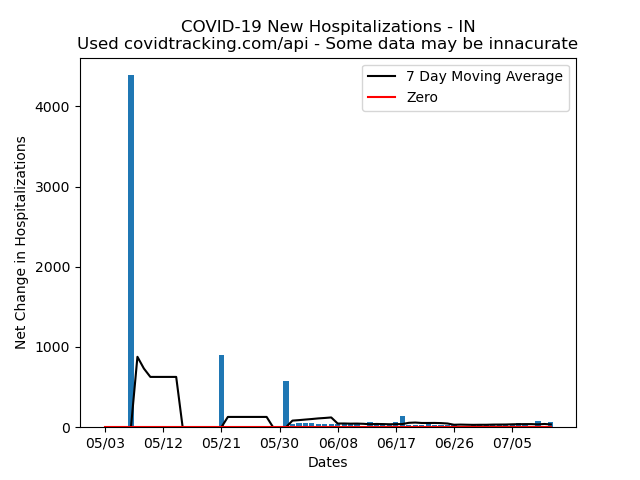 COVID-19 New Hospitalizations - IN
Used covidtracking.com/api - Some data may be innacurate
7 Day Moving Average
Zero
Net Change in Hospitalizations
4000
3000
2000
1000
0
05/03 05/12 05/21 05/30 06/08 06/17 06/26 07/05
Dates